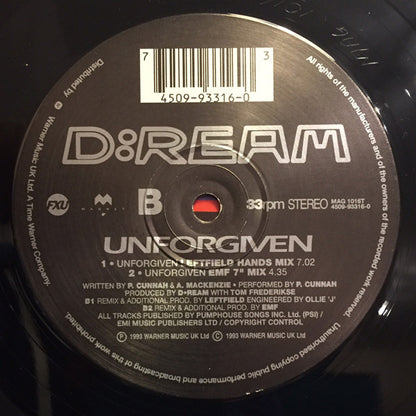 7 3
4509-93316-0
D:REAM
FXU
B
33rpm STEREO
MAG 1016T
4509-93316-0
UNFORGIVEN
1 • UNFORGIVEN LEFTFIELD HANDS MIX 7.02
2 • UNFORGIVEN EMF 7" MIX 4.35
WRITTEN BY P. CUNNAH & A. MACKENZIE • PERFORMED BY P. CUNNAH
PRODUCED BY D•REAM WITH TOM FREDERIKSE
B1 REMIX & ADDITIONAL PROD. BY LEFTFIELD ENGINEERED BY OLLIE 'J'
B2 REMIX & ADDITIONAL PROD. BY EMF
ALL TRACKS PUBLISHED BY PUMPHOUSE SONGS INC. LTD. (PSI) /
EMI MUSIC PUBLISHERS LTD / COPYRIGHT CONTROL
℗ 1993 WARNER MUSIC UK Ltd © 1993 WARNER MUSIC UK Ltd
Distributed by Warner Music UK Ltd. A Time Warner Company.
All rights of the manufacturers and of the owners of the recorded work reserved.
Unauthorised copying public performance and broadcasting of this work prohibited.